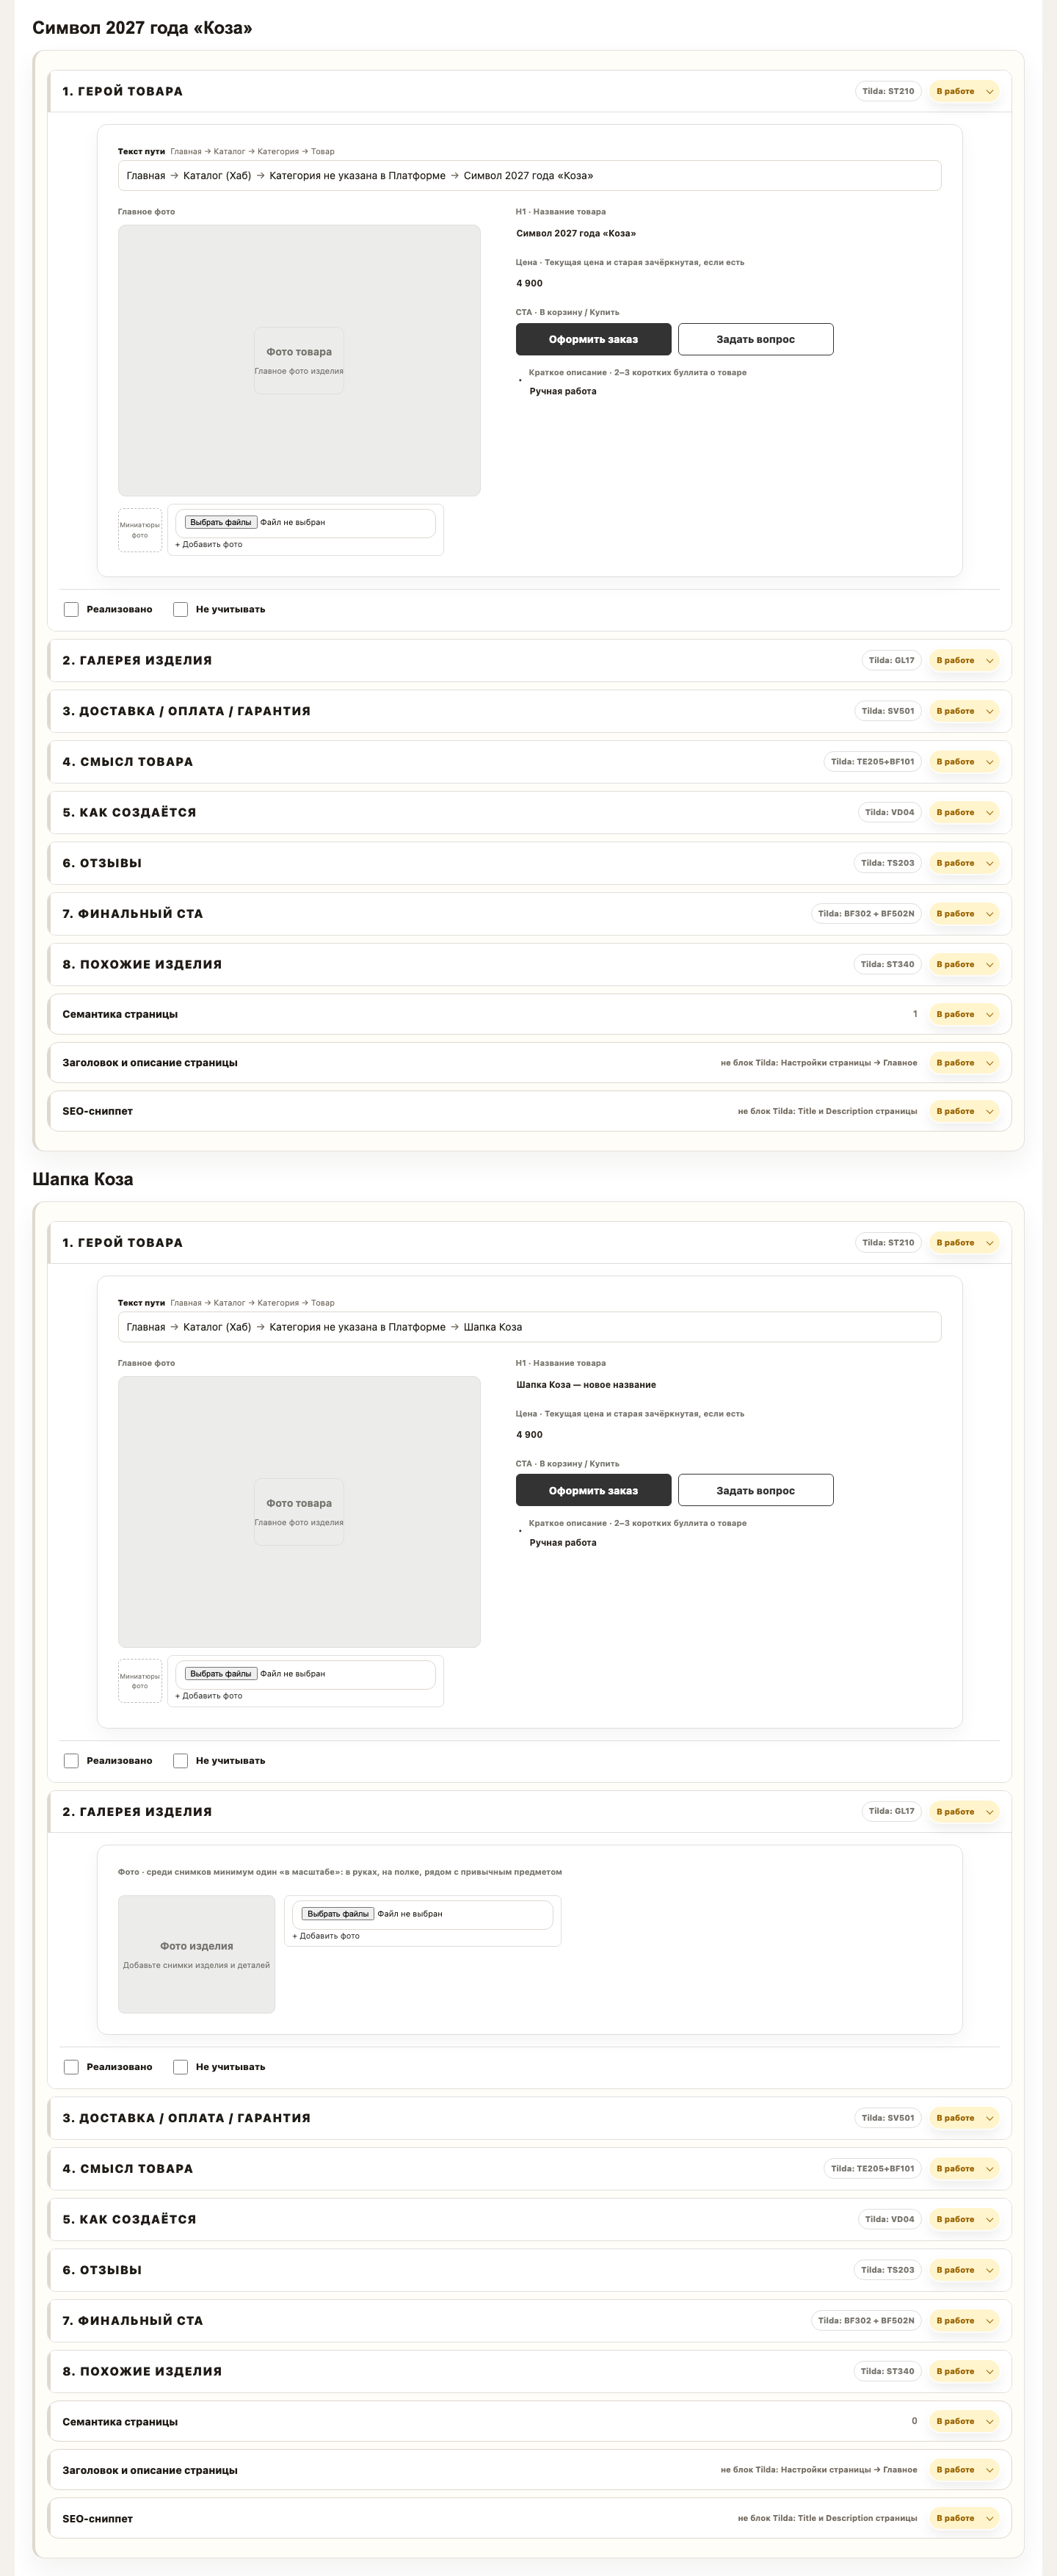 Символ 2027 года «Коза»
1. ГЕРОЙ ТОВАРА
Tilda: ST210
В работе
Текст пути Главная → Каталог → Категория → Товар
Главная → Каталог (Хаб) → Категория не указана в Платформе → Символ 2027 года «Коза»
Главное фото
Фото товара
Главное фото изделия
Миниатюры
фото
Выбрать файлы Файл не выбран
+ Добавить фото
H1 · Название товара
Символ 2027 года «Коза»
Цена · Текущая цена и старая зачёркнутая, если есть
4 900
CTA · В корзину / Купить
Оформить заказ
Задать вопрос
Краткое описание · 2–3 коротких буллита о товаре
• Ручная работа
Реализовано
Не учитывать
2. ГАЛЕРЕЯ ИЗДЕЛИЯ
Tilda: GL17
В работе
3. ДОСТАВКА / ОПЛАТА / ГАРАНТИЯ
Tilda: SV501
В работе
4. СМЫСЛ ТОВАРА
Tilda: TE205+BF101
В работе
5. КАК СОЗДАЁТСЯ
Tilda: VD04
В работе
6. ОТЗЫВЫ
Tilda: TS203
В работе
7. ФИНАЛЬНЫЙ CTA
Tilda: BF302 + BF502N
В работе
8. ПОХОЖИЕ ИЗДЕЛИЯ
Tilda: ST340
В работе
Семантика страницы
1
В работе
Заголовок и описание страницы
не блок Tilda: Настройки страницы → Главное
В работе
SEO-сниппет
не блок Tilda: Title и Description страницы
В работе
Шапка Коза
1. ГЕРОЙ ТОВАРА
Tilda: ST210
В работе
Текст пути Главная → Каталог → Категория → Товар
Главная → Каталог (Хаб) → Категория не указана в Платформе → Шапка Коза
Главное фото
Фото товара
Главное фото изделия
Миниатюры
фото
Выбрать файлы Файл не выбран
+ Добавить фото
H1 · Название товара
Шапка Коза — новое название
Цена · Текущая цена и старая зачёркнутая, если есть
4 900
CTA · В корзину / Купить
Оформить заказ
Задать вопрос
Краткое описание · 2–3 коротких буллита о товаре
• Ручная работа
Реализовано
Не учитывать
2. ГАЛЕРЕЯ ИЗДЕЛИЯ
Tilda: GL17
В работе
Фото · среди снимков минимум один «в масштабе»: в руках, на полке, рядом с привычным предметом
Фото изделия
Добавьте снимки изделия и деталей
Выбрать файлы Файл не выбран
+ Добавить фото
Реализовано
Не учитывать
3. ДОСТАВКА / ОПЛАТА / ГАРАНТИЯ
Tilda: SV501
В работе
4. СМЫСЛ ТОВАРА
Tilda: TE205+BF101
В работе
5. КАК СОЗДАЁТСЯ
Tilda: VD04
В работе
6. ОТЗЫВЫ
Tilda: TS203
В работе
7. ФИНАЛЬНЫЙ CTA
Tilda: BF302 + BF502N
В работе
8. ПОХОЖИЕ ИЗДЕЛИЯ
Tilda: ST340
В работе
Семантика страницы
0
В работе
Заголовок и описание страницы
не блок Tilda: Настройки страницы → Главное
В работе
SEO-сниппет
не блок Tilda: Title и Description страницы
В работе